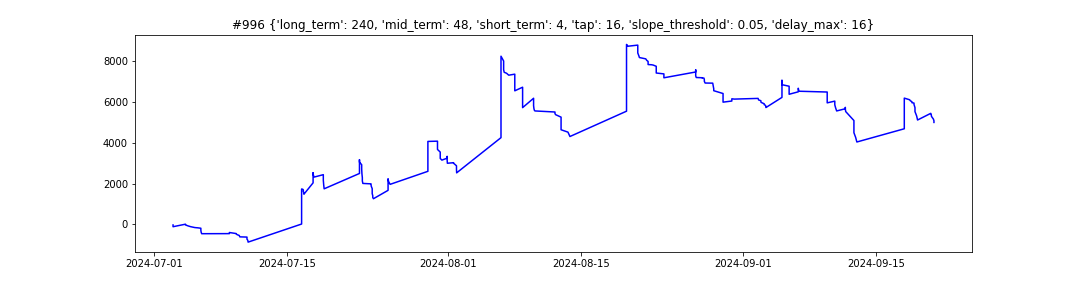 #996 {'long_term': 240, 'mid_term': 48, 'short_term': 4, 'tap': 16, 'slope_threshold': 0.05, 'delay_max': 16}
8000
6000
4000
2000
0
2024-07-01 2024-07-15 2024-08-01 2024-08-15 2024-09-01 2024-09-15